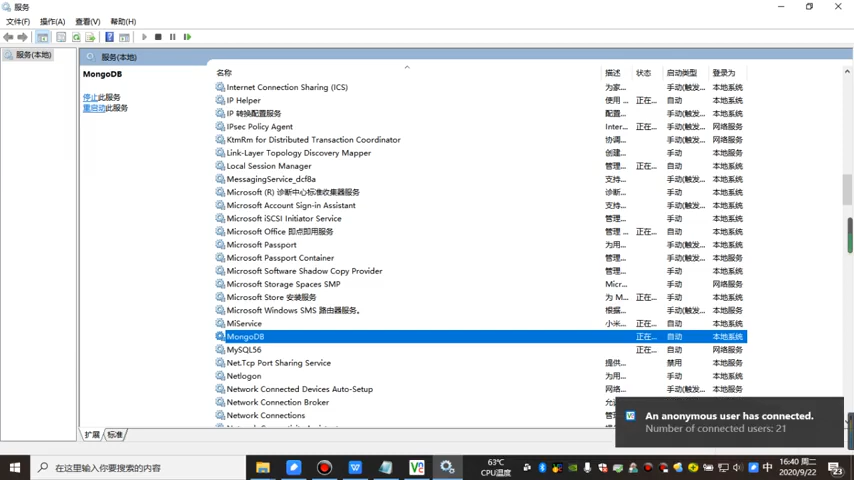 服务
文件(F) 操作(A) 查看(V) 帮助(H)
服务(本地)
服务(本地)
MongoDB
停止此服务
重启动此服务
名称 描述 状态 启动类型 登录为
Internet Connection Sharing (ICS) 为家... 手动(触发... 本地系统
IP Helper 使用 ... 正在... 自动 本地系统
IP 转换配置服务 配置... 手动(触发... 本地系统
IPsec Policy Agent Inter... 正在... 手动(触发... 网络服务
KtmRm for Distributed Transaction Coordinator 协调... 手动(触发... 网络服务
Link-Layer Topology Discovery Mapper 创建... 手动 本地服务
Local Session Manager 管理... 正在... 自动 本地系统
MessagingService_dcf8a 支持... 手动(触发... 本地系统
Microsoft (R) 诊断中心标准收集器服务 诊断... 手动 本地系统
Microsoft Account Sign-in Assistant 支持... 手动(触发... 本地系统
Microsoft iSCSI Initiator Service 管理... 手动 本地系统
Microsoft Office 即点即用服务 管理 ... 正在... 自动 本地系统
Microsoft Passport 为用... 手动(触发... 本地系统
Microsoft Passport Container 管理... 手动(触发... 本地服务
Microsoft Software Shadow Copy Provider 管理... 手动 本地系统
Microsoft Storage Spaces SMP Micr... 手动 网络服务
Microsoft Store 安装服务 为 M... 正在... 手动 本地系统
Microsoft Windows SMS 路由器服务。 根据... 手动(触发... 本地系统
MiService 小米... 正在... 自动 本地系统
MongoDB 正在... 自动 本地系统
MySQL56 正在... 自动 网络服务
Net.Tcp Port Sharing Service 提供... 禁用 本地服务
Netlogon 为用... 手动 本地系统
Network Connected Devices Auto-Setup 网络... 手动(触发... 本地服务
Network Connection Broker 允许... 正在...
Network Connections
An anonymous user has connected.
Number of connected users: 21
扩展 标准
在这里输入你要搜索的内容
63℃
CPU温度
中
16:40 周二
2020/9/22
23